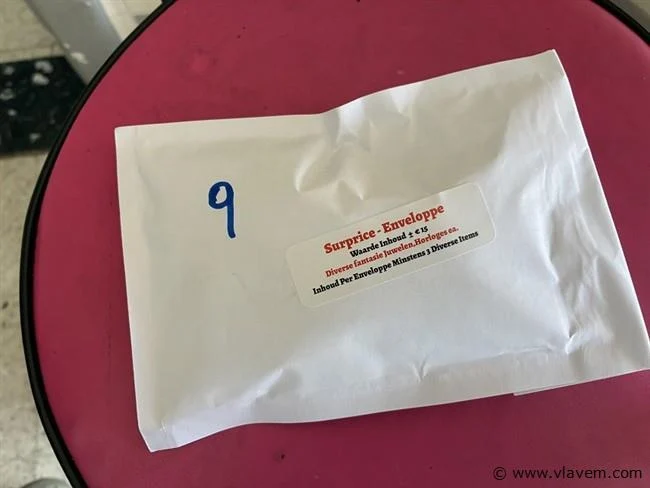 9
Surprice - Enveloppe
Waarde Inhoud ± € 15
Diverse fantasie Juwelen,Horloges ea.
Inhoud Per Enveloppe Minstens 3 Diverse Items
© www.vlavem.com